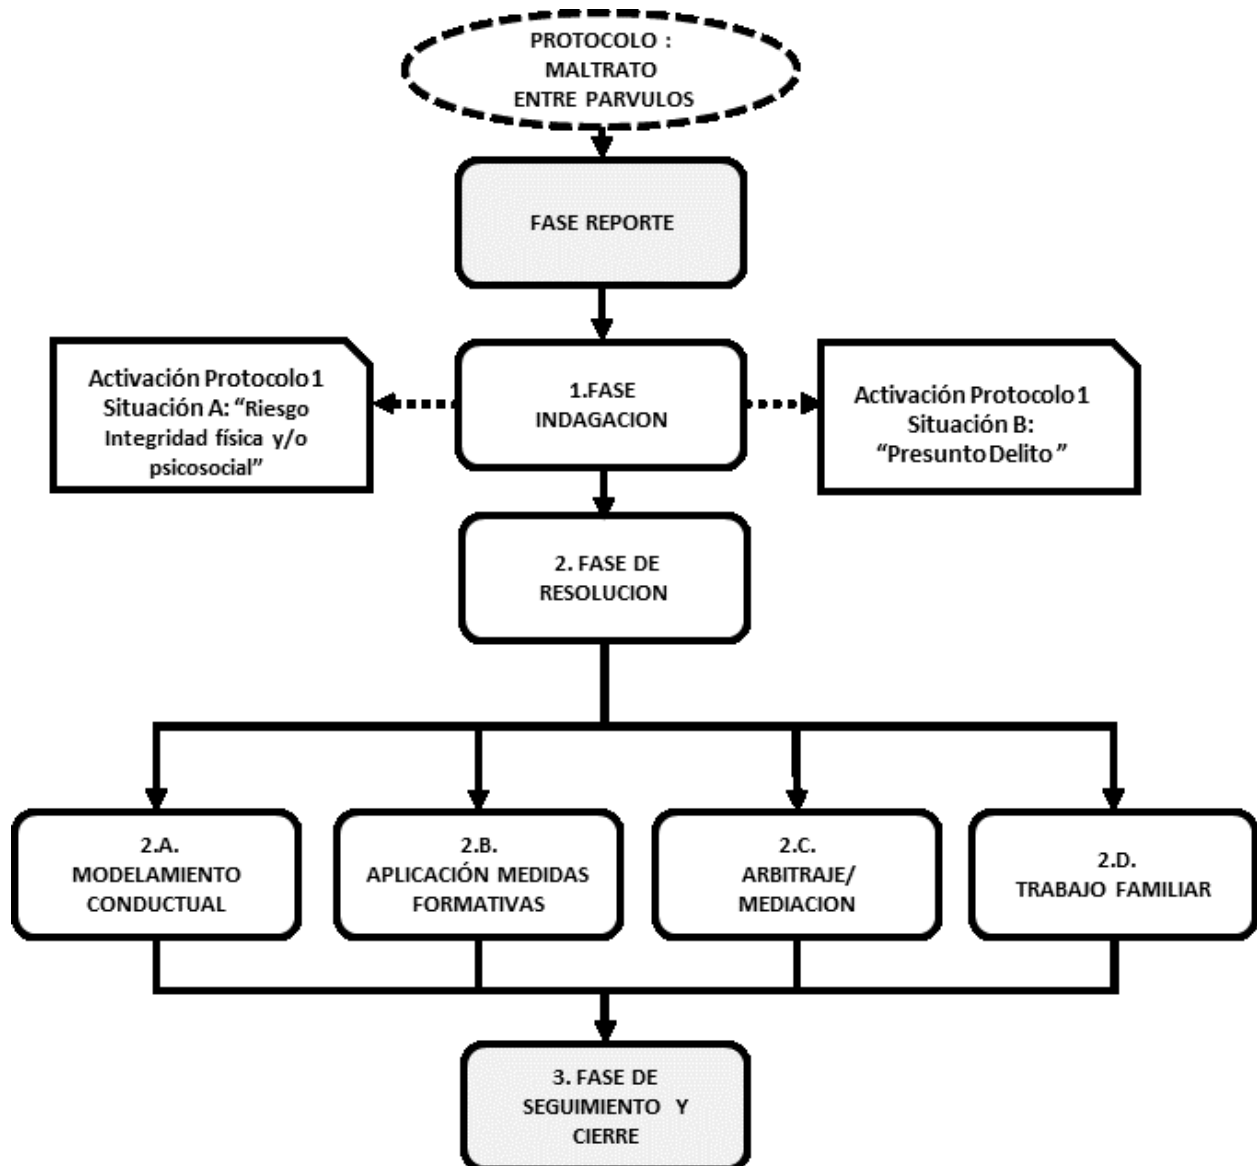 PROTOCOLO :
MALTRATO
ENTRE PARVULOS
FASE REPORTE
Activación Protocolo 1
Situación A: “Riesgo
Integridad física y/o
psicosocial”
1.FASE
INDAGACION
Activación Protocolo 1
Situación B:
“Presunto Delito ”
2. FASE DE
RESOLUCION
2.A.
MODELAMIENTO
CONDUCTUAL
2.B.
APLICACIÓN MEDIDAS
FORMATIVAS
2.C.
ARBITRAJE/
MEDIACION
2.D.
TRABAJO FAMILIAR
3. FASE DE
SEGUIMIENTO Y
CIERRE